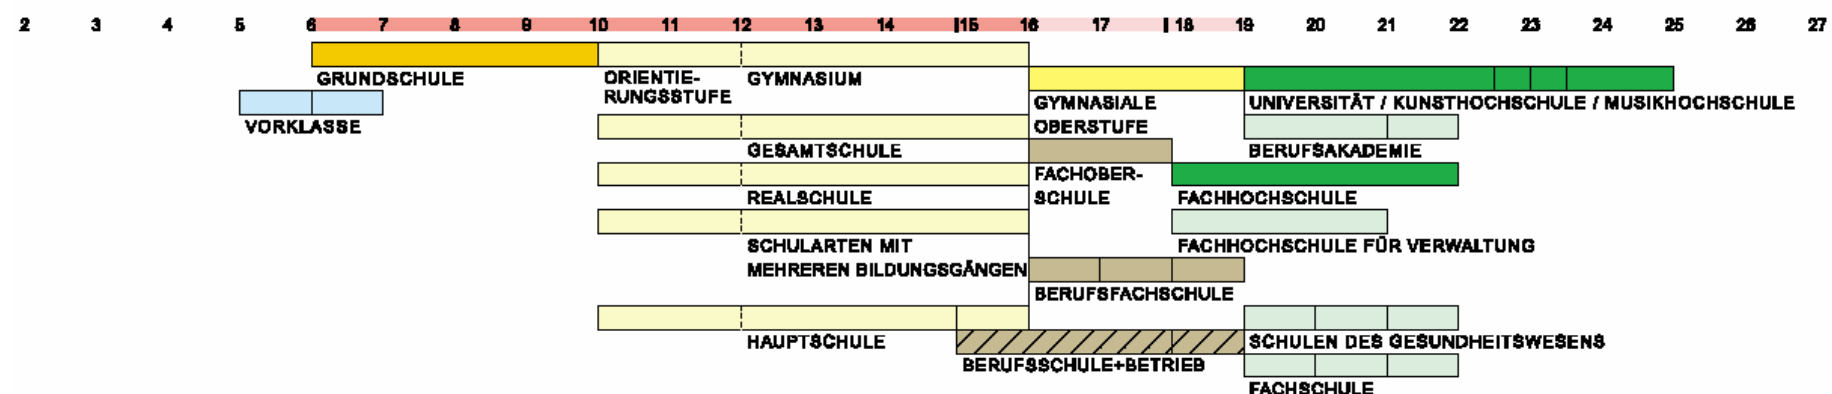 2 3 4 5 6 7 8 9 10 11 12 13 14 15 16 17 18 19 20 21 22 23 24 25 26 27
GRUNDSCHULE
ORIENTIE-
RUNGSSTUFE
GYMNASIUM
VORKLASSE
GYMNASIALE
OBERSTUFE
UNIVERSITÄT / KUNSTHOCHSCHULE / MUSIKHOCHSCHULE
GESAMTSCHULE
BERUFSAKADEMIE
REALSCHULE
FACHOBER-
SCHULE
FACHHOCHSCHULE
SCHULARTEN MIT
MEHREREN BILDUNGSGÄNGEN
FACHHOCHSCHULE FÜR VERWALTUNG
BERUFSFACHSCHULE
HAUPTSCHULE
BERUFSSCHULE+BETRIEB
SCHULEN DES GESUNDHEITSWESENS
FACHSCHULE